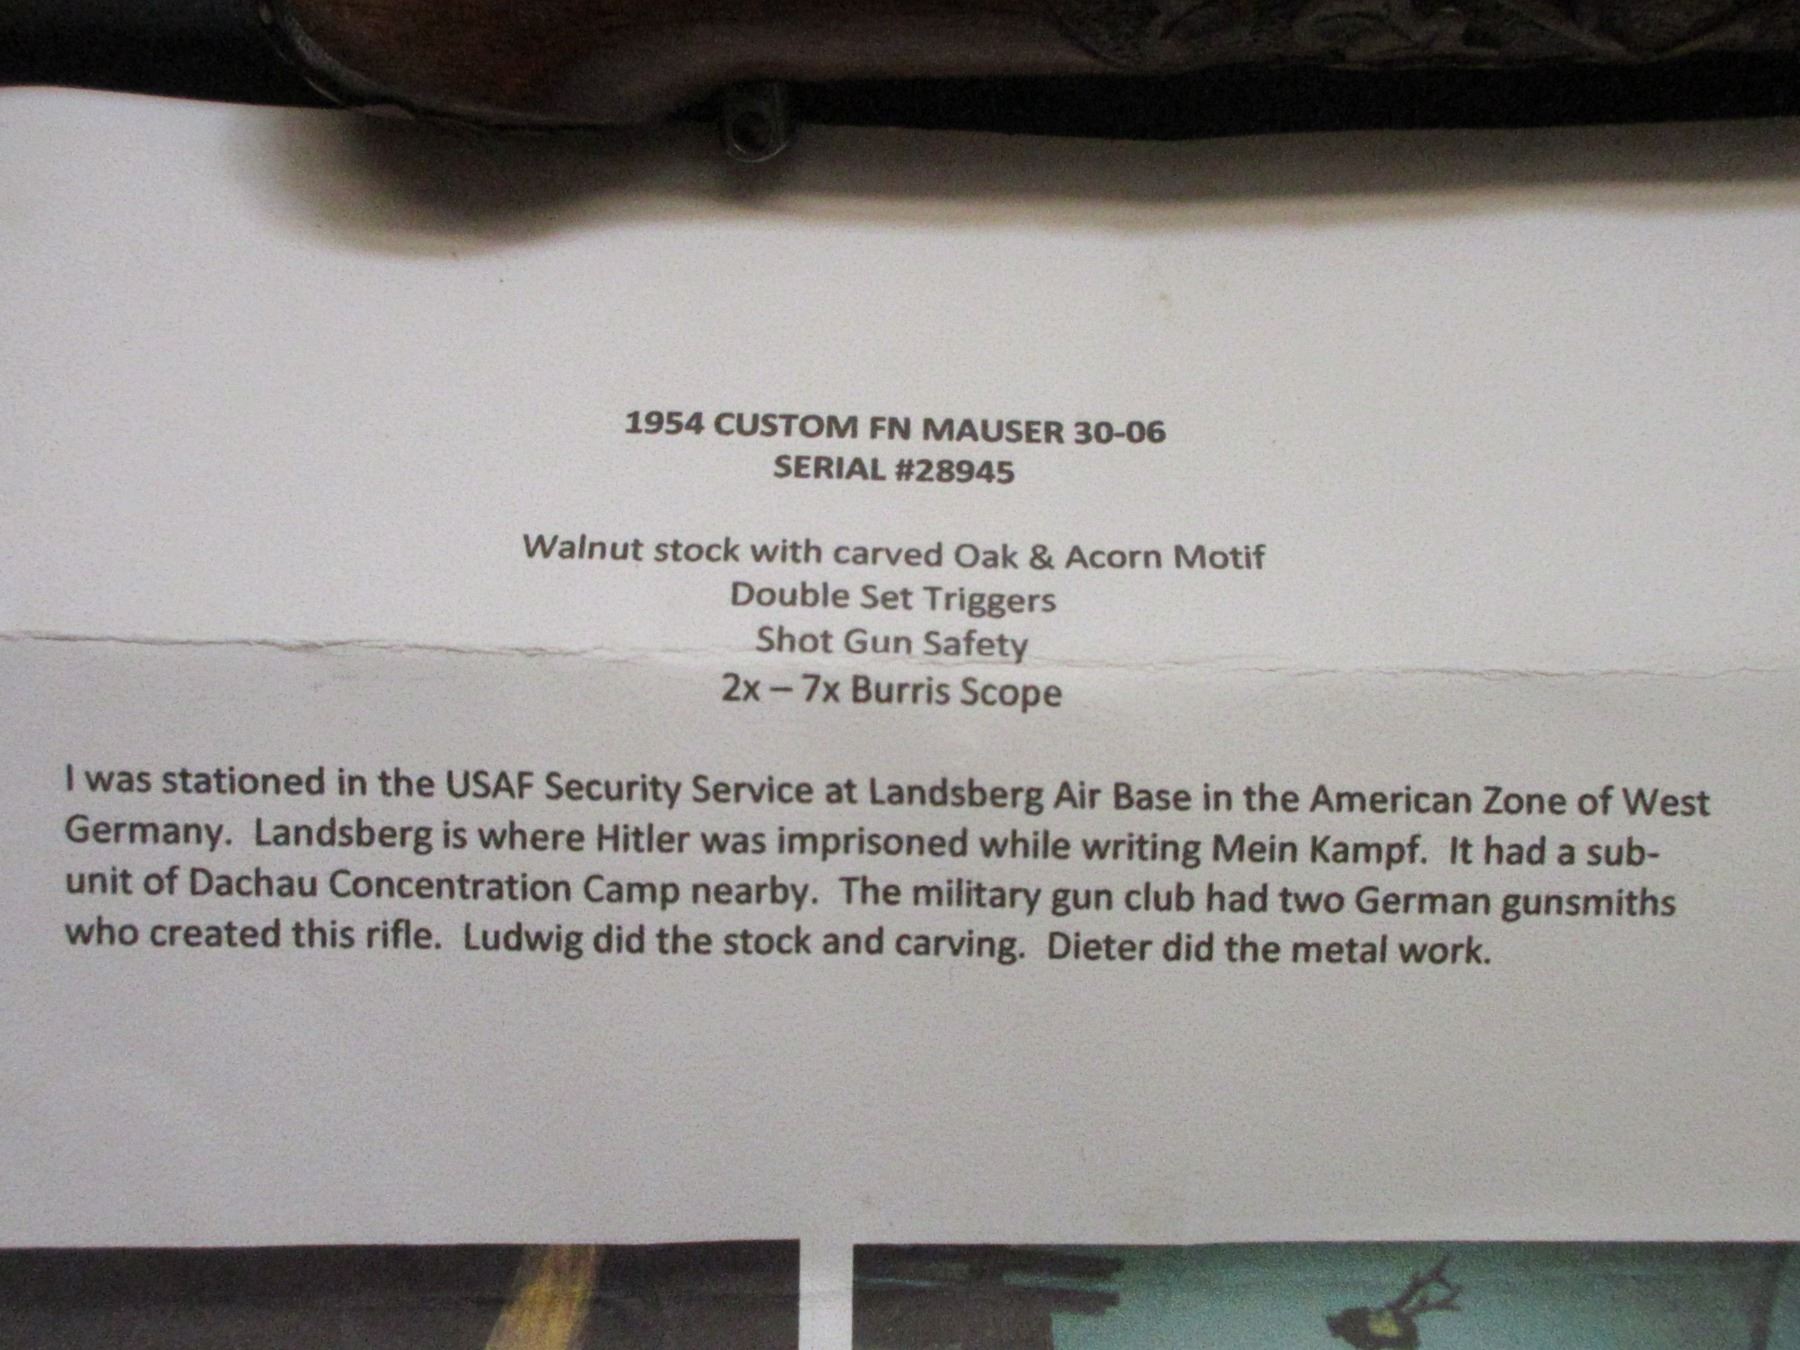 1954 CUSTOM FN MAUSER 30-06
SERIAL #28945
Walnut stock with carved Oak & Acorn Motif
Double Set Triggers
Shot Gun Safety
2x – 7x Burris Scope
I was stationed in the USAF Security Service at Landsberg Air Base in the American Zone of West
Germany.  Landsberg is where Hitler was imprisoned while writing Mein Kampf.  It had a sub-
unit of Dachau Concentration Camp nearby.  The military gun club had two German gunsmiths
who created this rifle.  Ludwig did the stock and carving.  Dieter did the metal work.